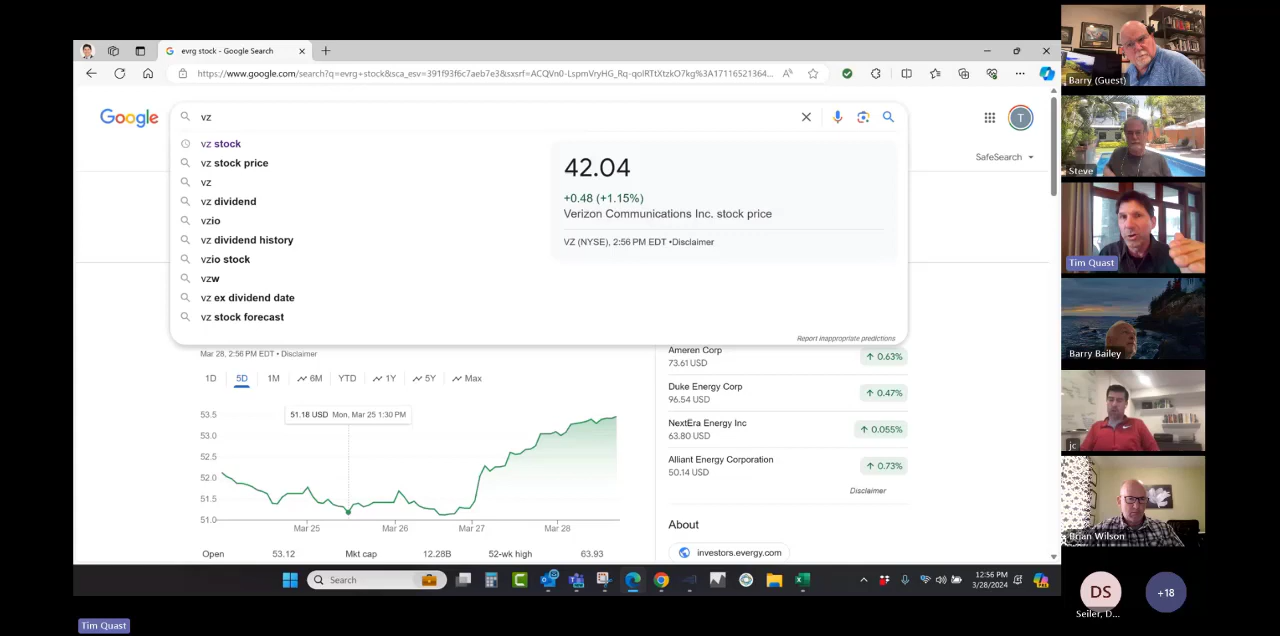 evrg stock - Google Search
https://www.google.com/search?q=evrg+stock&sca_esv=391f93f6c7aeb7e3&sxsrf=ACQVn0-LspmVryHG_Rq-qolRTtXtzkO7kg%3A17116521364...
Google
vz
T
vz stock
vz stock price
vz
vz dividend
vzio
vz dividend history
vzio stock
vzw
vz ex dividend date
vz stock forecast
42.04
+0.48 (+1.15%)
Verizon Communications Inc. stock price
VZ (NYSE), 2:56 PM EDT •Disclaimer
Report inappropriate predictions
SafeSearch
Mar 28, 2:56 PM EDT • Disclaimer
1D 5D 1M 6M YTD 1Y 5Y Max
51.18 USD Mon, Mar 25 1:30 PM
53.5
53.0
52.5
52.0
51.5
51.0
Mar 25 Mar 26 Mar 27 Mar 28
Open 53.12 Mkt cap 12.28B 52-wk high 63.93
Ameren Corp
73.61 USD
0.63%
Duke Energy Corp
96.54 USD
0.47%
NextEra Energy Inc
63.80 USD
0.055%
Alliant Energy Corporation
50.14 USD
0.73%
Disclaimer
About
investors.evergy.com
Search
12:56 PM
3/28/2024
Barry (Guest)
Steve
Tim Quast
Barry Bailey
jc
Brian Wilson
DS
Seiler, D...
+18
Tim Quast